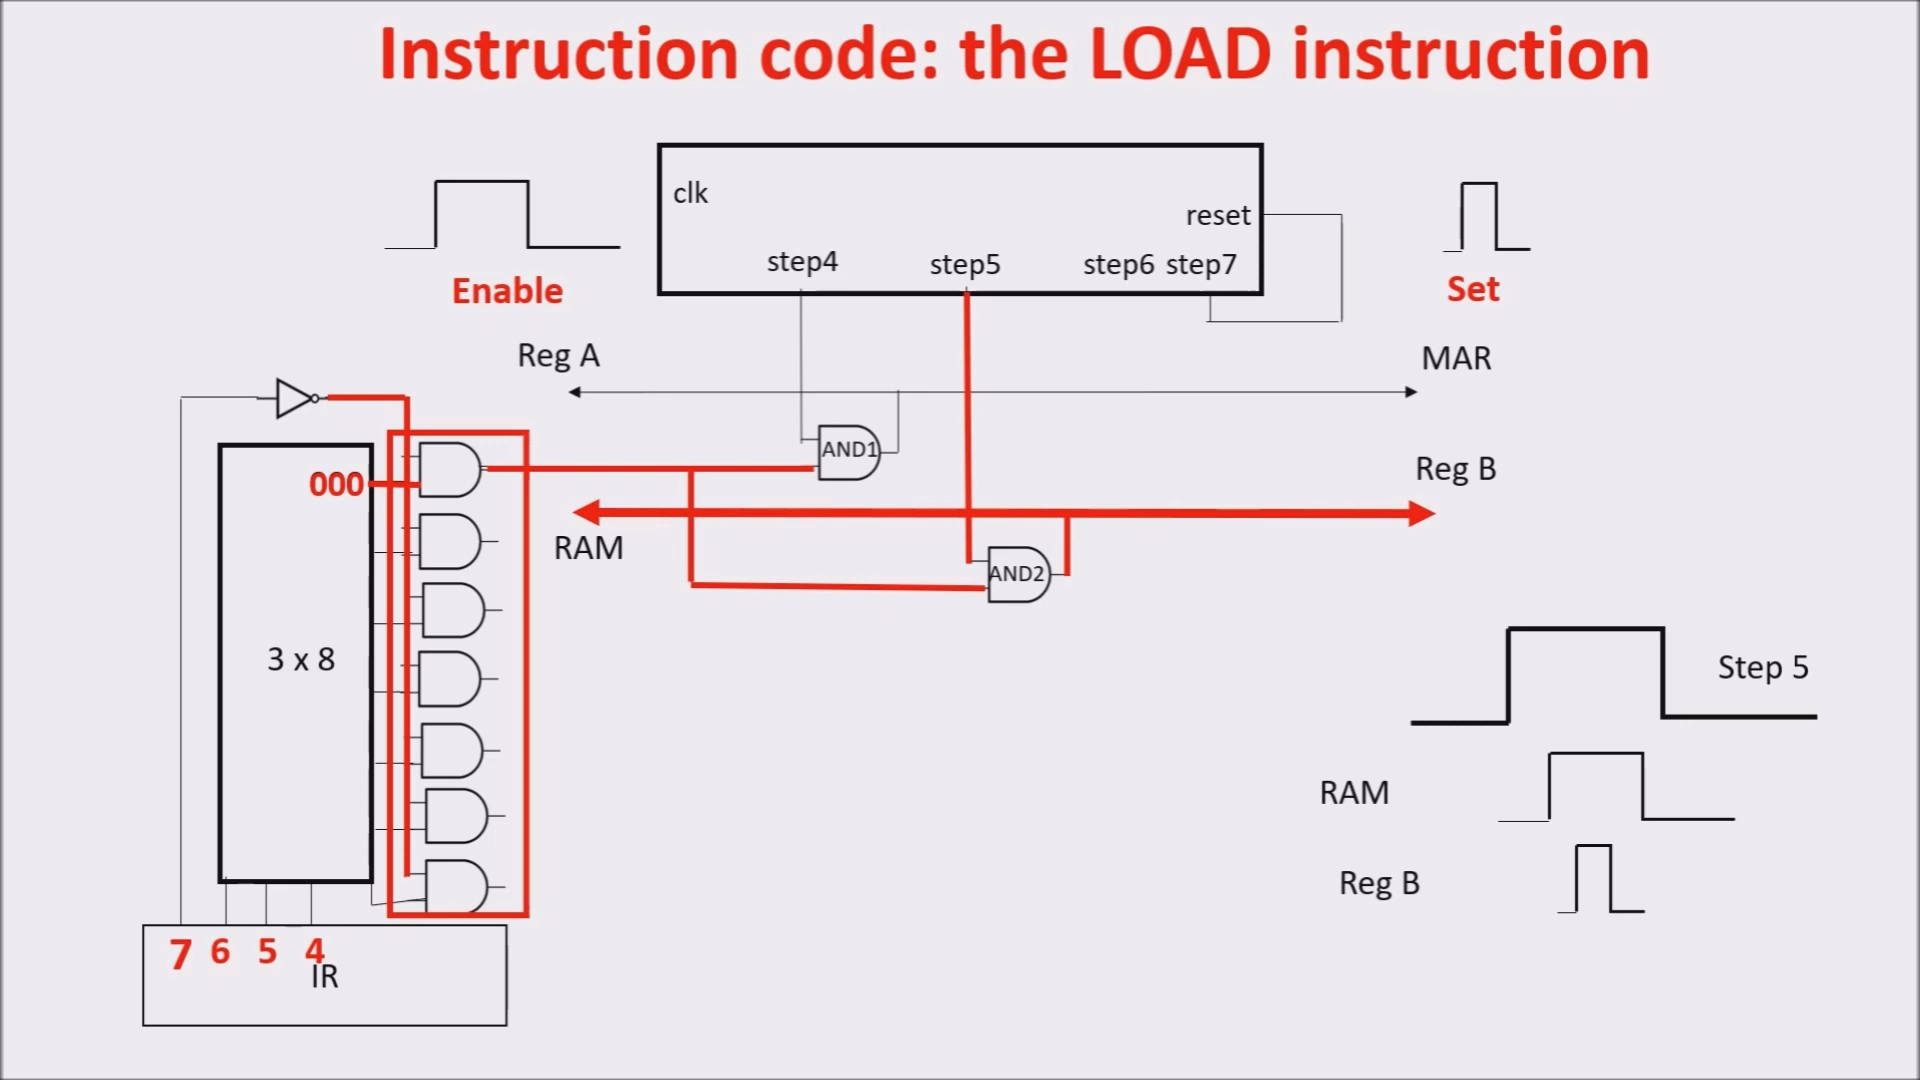 Instruction code: the LOAD instruction
clk
reset
step4 step5 step6 step7
Enable
Set
Reg A
MAR
AND1
Reg B
000
RAM
AND2
3 x 8
Step 5
RAM
Reg B
7 6 5 4
IR